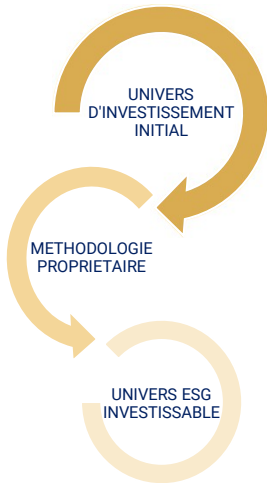 UNIVERS
D'INVESTISSEMENT
INITIAL
METHODOLOGIE
PROPRIETAIRE
UNIVERS ESG
INVESTISSABLE